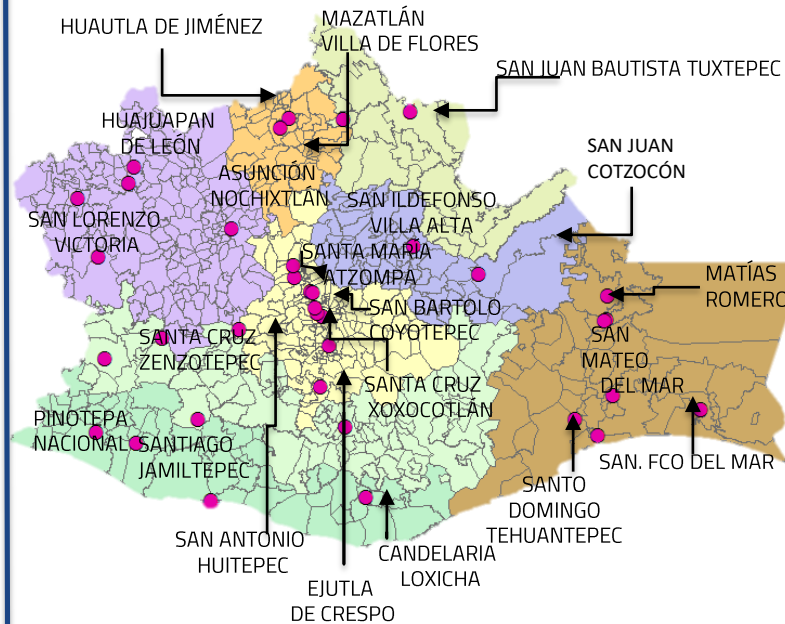 HUAUTLA DE JIMÉNEZ
MAZATLÁN
VILLA DE FLORES
SAN JUAN BAUTISTA TUXTEPEC
HUAJUAPAN
DE LEÓN
SAN JUAN
COTZOCÓN
ASUNCIÓN
NOCHIXTLÁN
SAN ILDEFONSO
VILLA ALTA
SAN LORENZO
VICTORIA
SANTA MARIA
ATZOMPA
MATÍAS
ROMERO
SAN BARTOLO
COYOTEPEC
SANTA CRUZ
ZENZOTEPEC
SAN
MATEO
DEL MAR
SANTA CRUZ
XOXOCOTLÁN
PINOTEPA
NACIONAL
SANTIAGO
JAMILTEPEC
SAN. FCO DEL MAR
SANTO
DOMINGO
TEHUANTEPEC
SAN ANTONIO
HUITEPEC
CANDELARIA
LOXICHA
EJUTLA
DE CRESPO